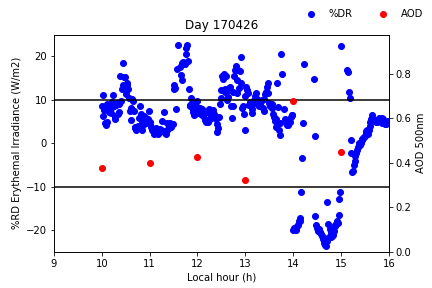 %DR AOD
Day 170426
%RD Erythemal Irradiance (W/m2)
20
10
0
−10
−20
0.8
0.6
0.4
0.2
0.0
AOD 500nm
9 10 11 12 13 14 15 16
Local hour (h)